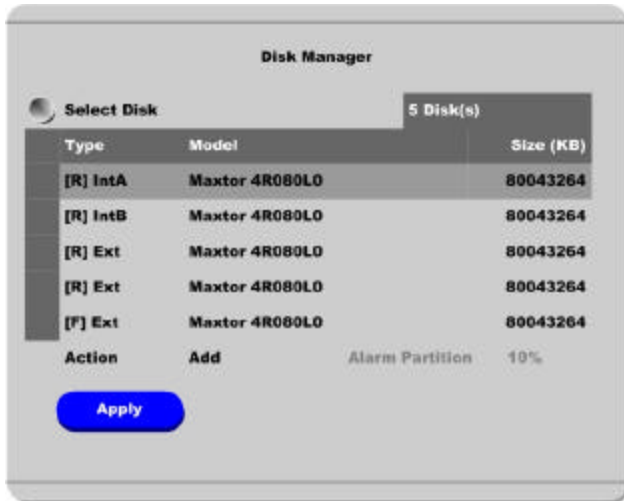 Disk Manager
Select Disk 5 Disk(s)
Type Model Size (KB)
[R] IntA Maxtor 4R080L0 80043264
[R] IntB Maxtor 4R080L0 80043264
[R] Ext Maxtor 4R080L0 80043264
[R] Ext Maxtor 4R080L0 80043264
[F] Ext Maxtor 4R080L0 80043264
Action Add Alarm Partition 10%
Apply